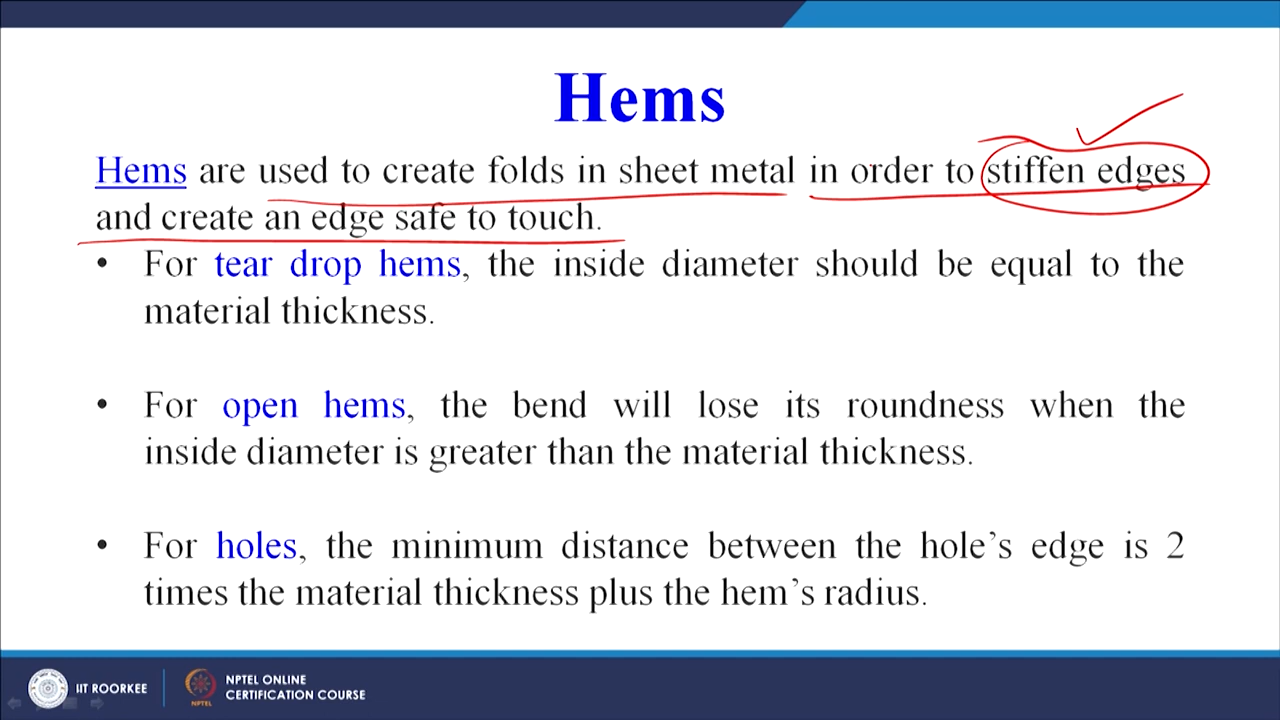 Hems
Hems are used to create folds in sheet metal in order to stiffen edges
and create an edge safe to touch.
• For tear drop hems, the inside diameter should be equal to the
material thickness.
• For open hems, the bend will lose its roundness when the
inside diameter is greater than the material thickness.
• For holes, the minimum distance between the hole's edge is 2
times the material thickness plus the hem's radius.
IIT ROORKEE
NPTEL
NPTEL ONLINE
CERTIFICATION COURSE